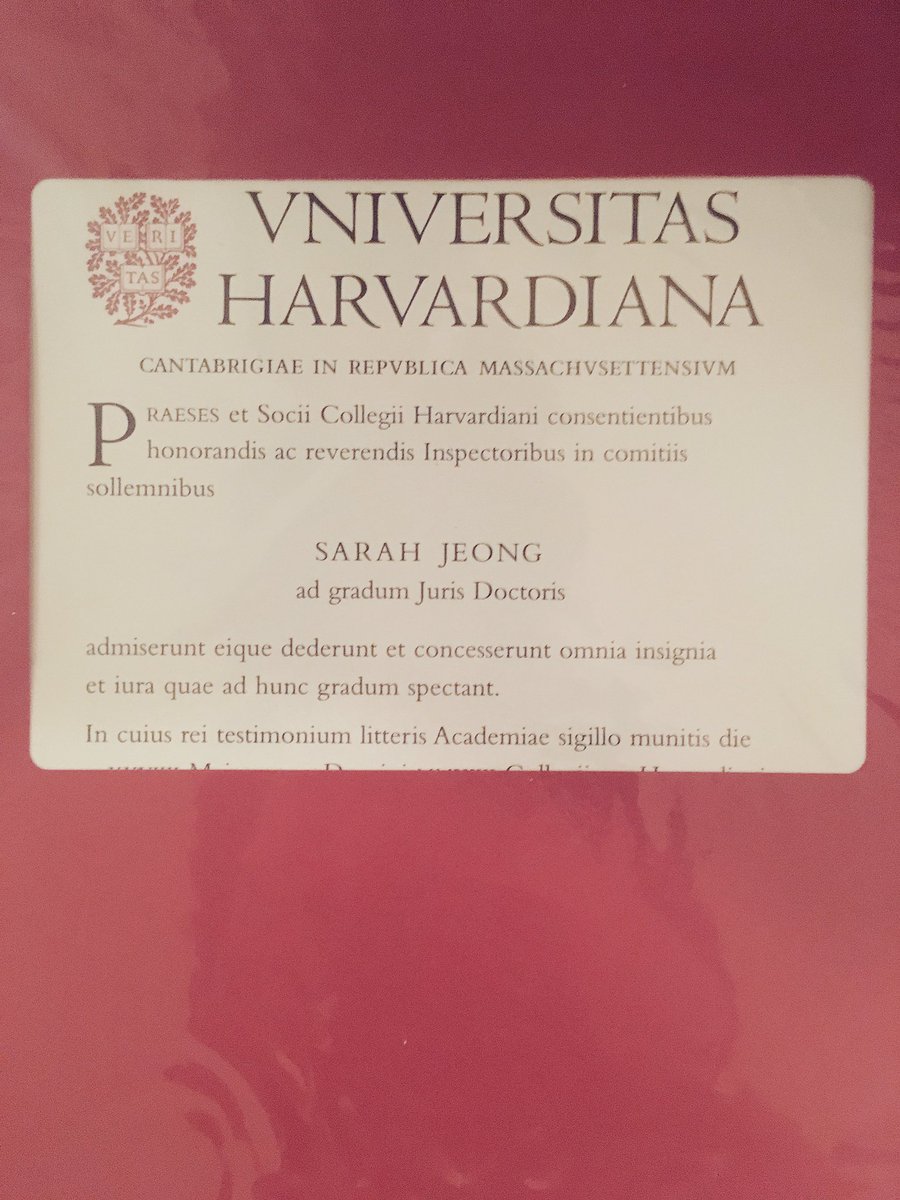 VE RI
TAS
VNIVERSITAS
HARVARDIANA
CANTABRIGIAE IN REPVBLICA MASSACHVSETTENSIVM
PRAESES et Socii Collegii Harvardiani consentientibus
honorandis ac reverendis Inspectoribus in comitiis
sollemnibus
SARAH JEONG
ad gradum Juris Doctoris
admiserunt eique dederunt et concesserunt omnia insignia
et iura quae ad hunc gradum spectant.
In cuius rei testimonium litteris Academiae sigillo munitis die